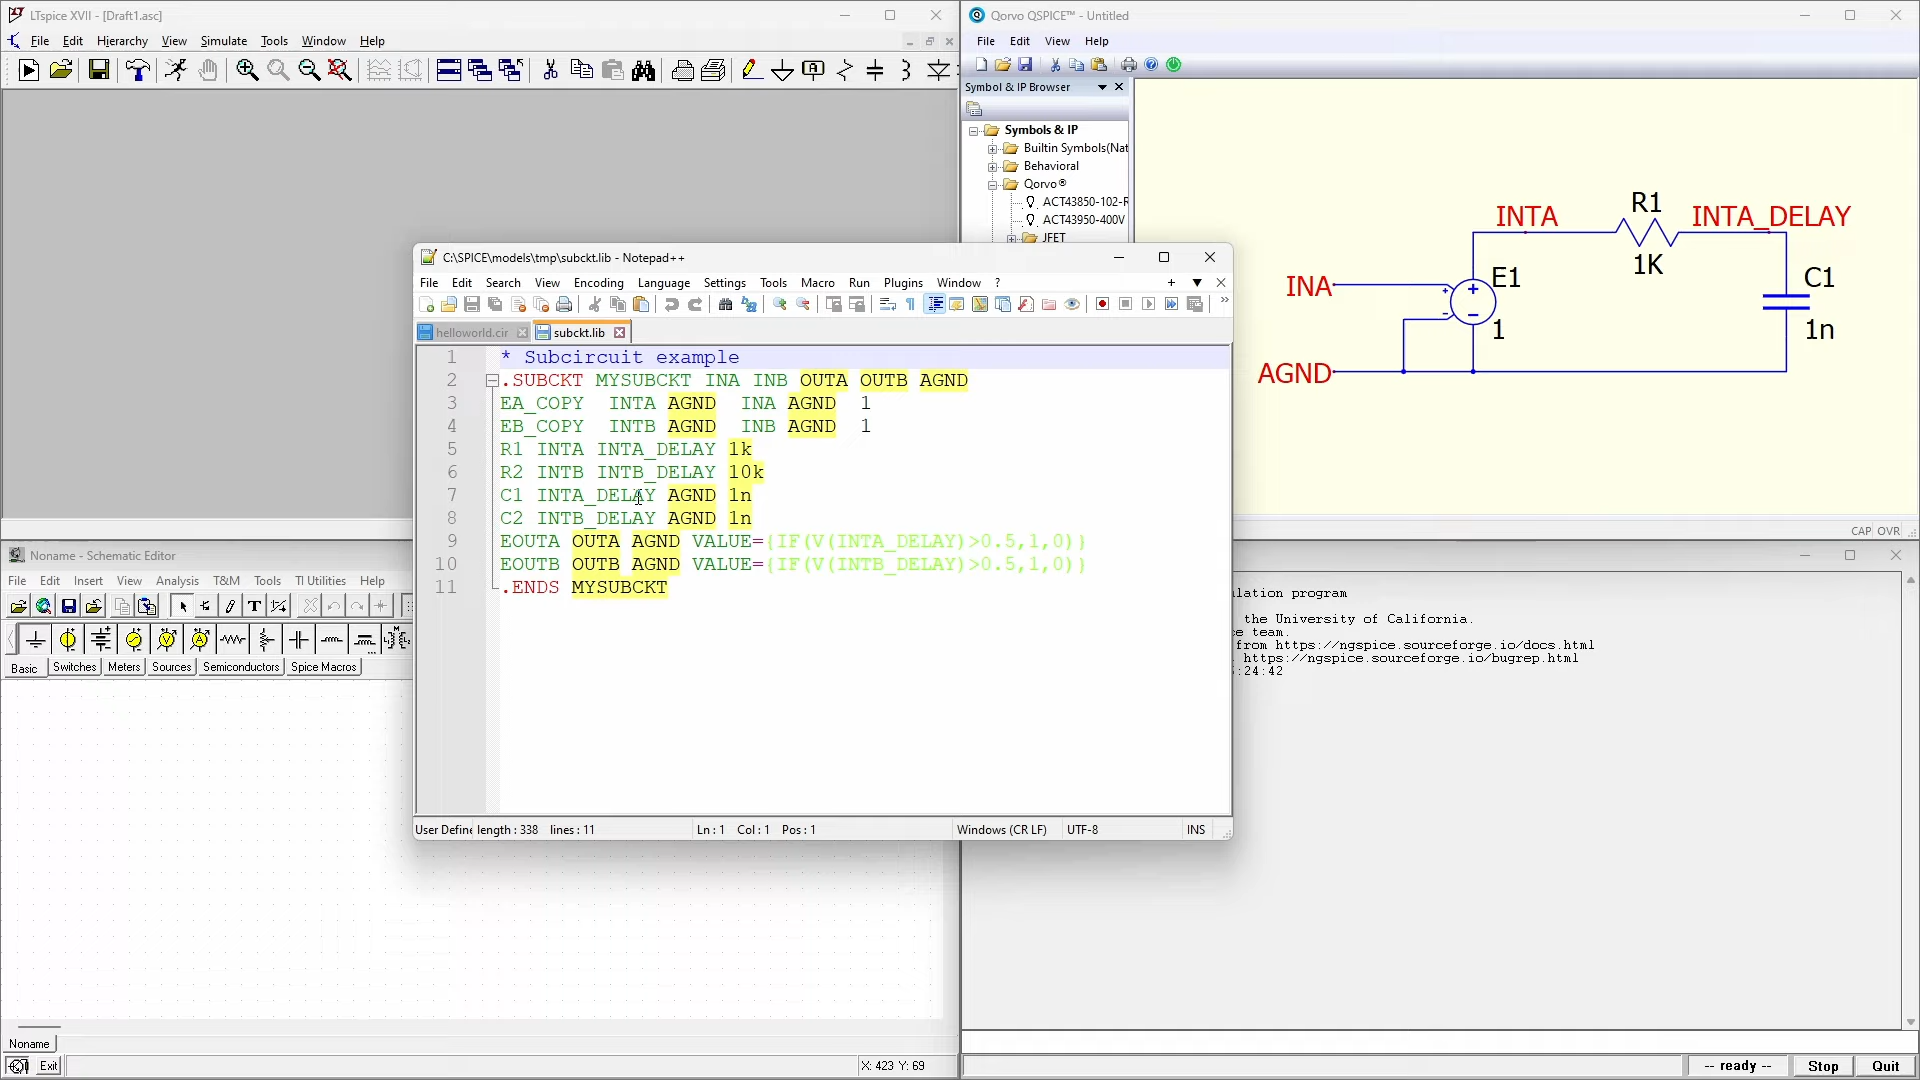 LTspice XVII - [Draft1.asc]
File Edit Hierarchy View Simulate Tools Window Help
Qorvo QSPICE™ - Untitled
File Edit View Help
Symbol & IP Browser
Symbols & IP
Builtin Symbols(Nat
Behavioral
Qorvo®
ACT43850-102-R
ACT43950-400V
JFET
INTA
R1
INTA_DELAY
1K
INA
E1
C1
1
1n
AGND
CAP OVR
C:\SPICE\models\tmp\subckt.lib - Notepad++
File Edit Search View Encoding Language Settings Tools Macro Run Plugins Window ?
helloworld.cir
subckt.lib
1 * Subcircuit example
2 .SUBCKT MYSUBCKT INA INB OUTA OUTB AGND
3 EA_COPY INTA AGND INA AGND 1
4 EB_COPY INTB AGND INB AGND 1
5 R1 INTA INTA_DELAY 1k
6 R2 INTB INTB_DELAY 10k
7 C1 INTA_DELAY AGND 1n
8 C2 INTB_DELAY AGND 1n
9 EOUTA OUTA AGND VALUE={IF(V(INTA_DELAY)>0.5,1,0)}
10 EOUTB OUTB AGND VALUE={IF(V(INTB_DELAY)>0.5,1,0)}
11 .ENDS MYSUBCKT
User Define length : 338 lines : 11 Ln : 1 Col : 1 Pos : 1 Windows (CR LF) UTF-8 INS
Noname - Schematic Editor
File Edit Insert View Analysis T&M Tools TI Utilities Help
Basic Switches Meters Sources Semiconductors Spice Macros
Noname
Exit
X: 423 Y: 69
lation program
the University of California.
ce team.
from https://ngspice.sourceforge.io/docs.html
https://ngspice.sourceforge.io/bugrep.html
:24:42
-- ready -- Stop Quit